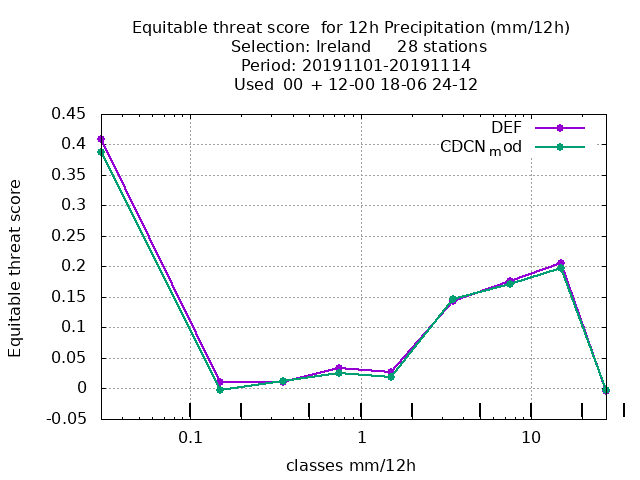 Equitable threat score  for 12h Precipitation (mm/12h)
Selection: Ireland     28 stations
Period: 20191101-20191114
Used  00  + 12-00 18-06 24-12
DEF
CDCNmod
0.45
0.4
0.35
0.3
0.25
0.2
0.15
0.1
0.05
0
-0.05
Equitable threat score
0.1 1 10
classes mm/12h